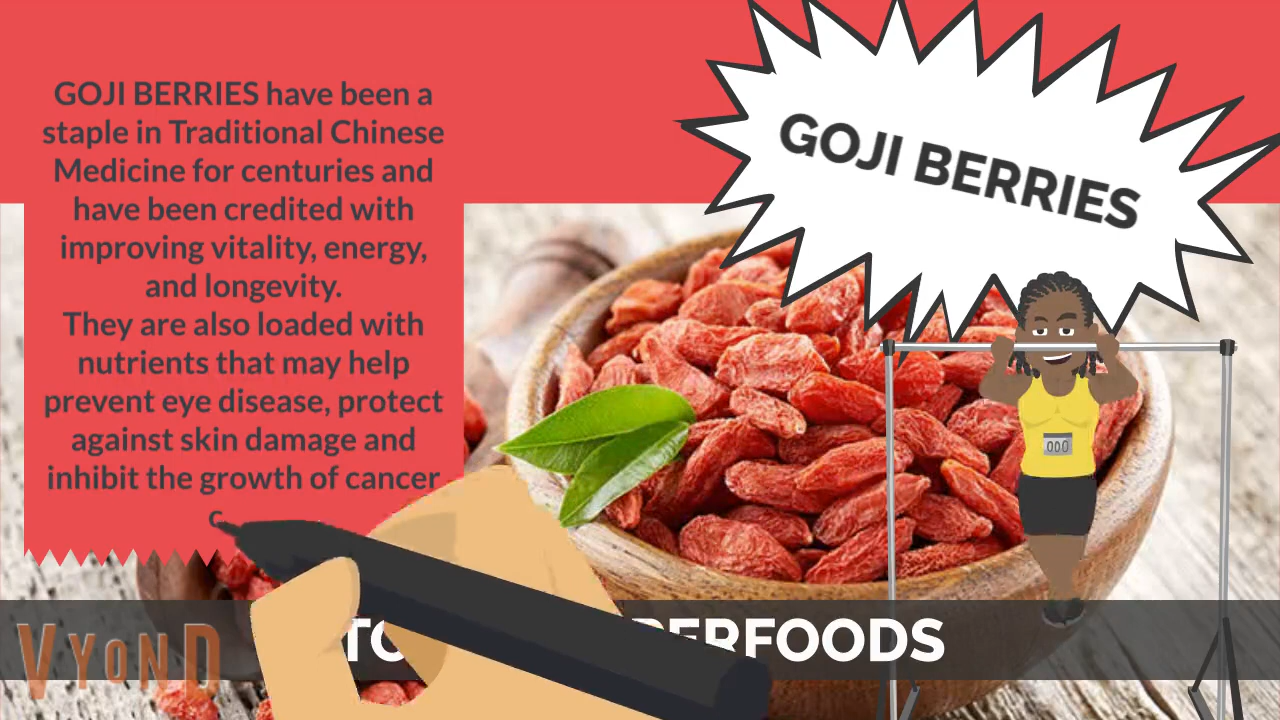 GOJI BERRIES have been a
staple in Traditional Chinese
Medicine for centuries and
have been credited with
improving vitality, energy,
and longevity.
They are also loaded with
nutrients that may help
prevent eye disease, protect
against skin damage and
inhibit the growth of cancer
c
GOJI BERRIES
000
VYOND